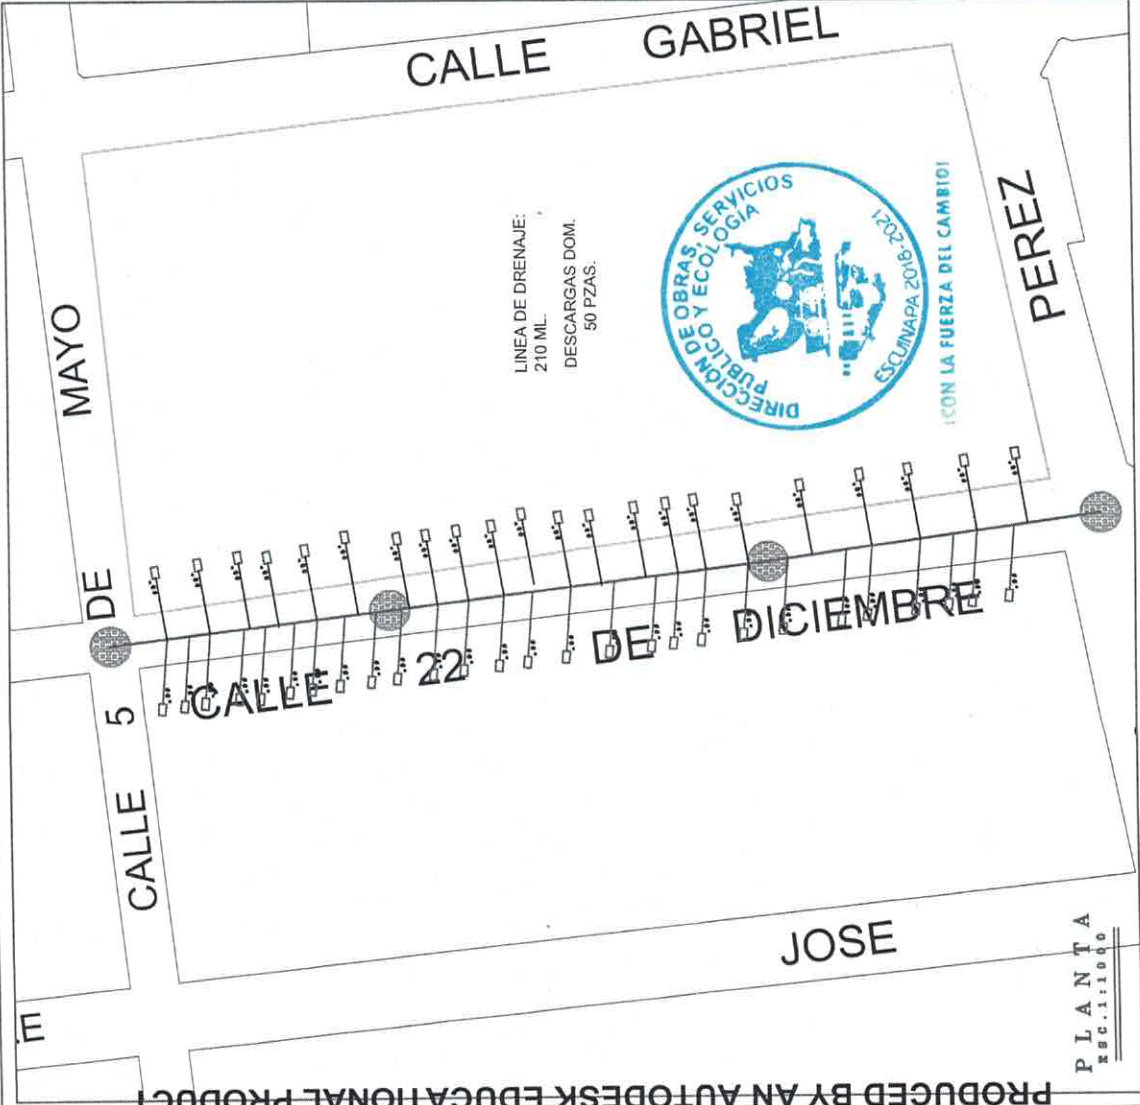 CALLE GABRIEL
MAYO
DE
5
CALLE
PEREZ
LINEA DE DRENAJE:
210 ML.
DESCARGAS DOM.
50 PZAS.
DIRECCIÓN DE OBRAS, SERVICIOS
PUBLICO Y ECOLOGÍA
ESCUINAPA 2018-2021
¡CON LA FUERZA DEL CAMBIO!
CALLE 22 DE DICIEMBRE
JOSE
E
PLANTA
ESC.1:1000
PRODUCED BY AN AUTODESK EDUCATIONAL PRODUCT